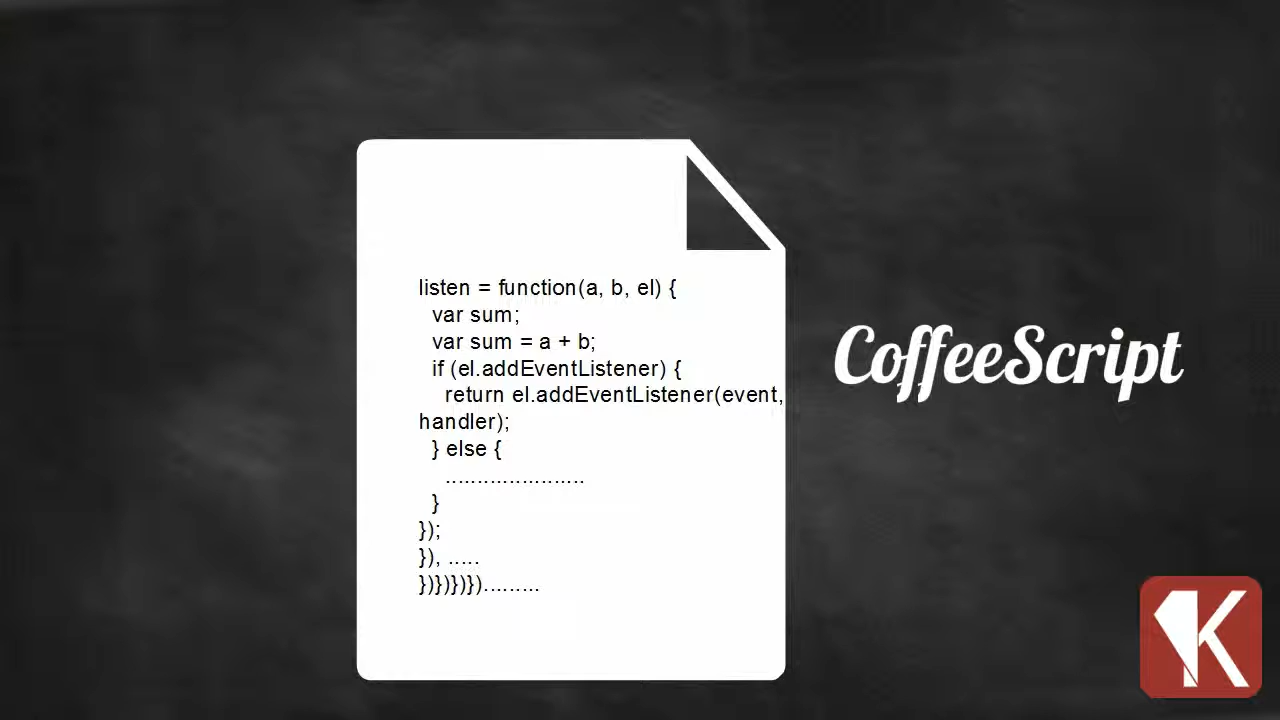 listen = function(a, b, el) {
var sum;
var sum = a + b;
if (el.addEventListener) {
return el.addEventListener(event,
handler);
} else {
......................
}
});
}), .....
})})})}).........
CoffeeScript
K